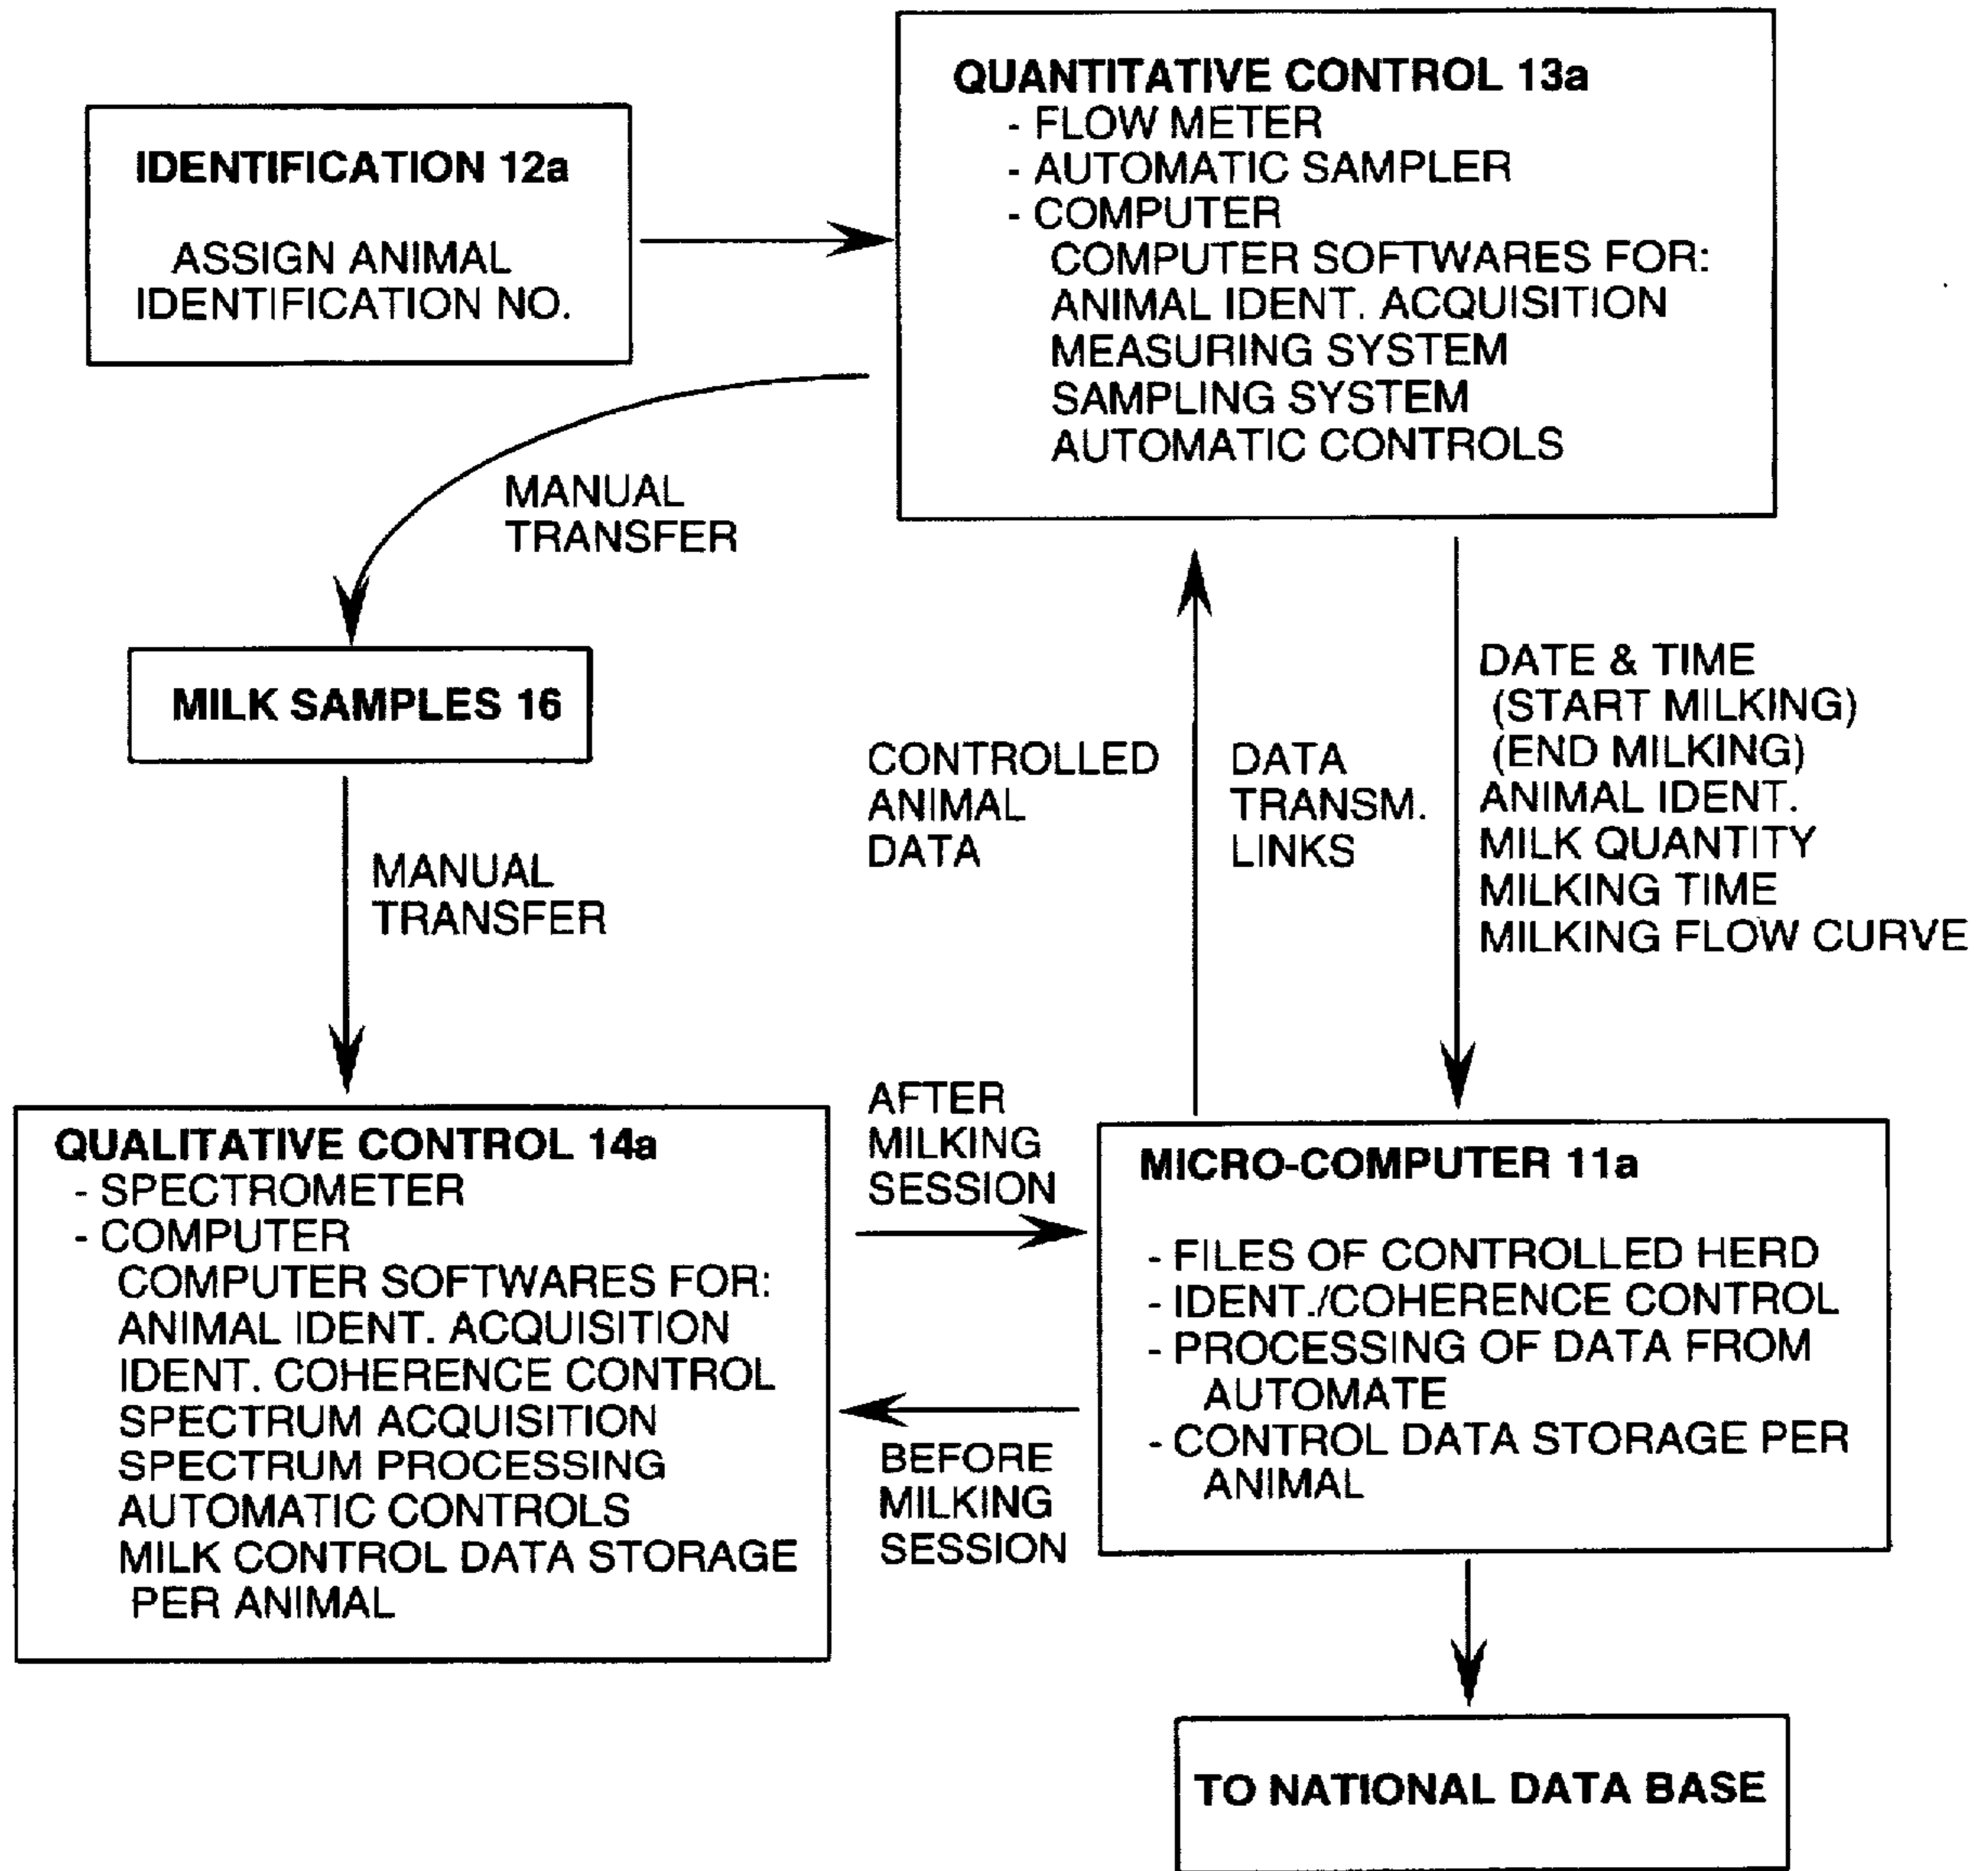 IDENTIFICATION 12a
ASSIGN ANIMAL
IDENTIFICATION NO.
QUANTITATIVE CONTROL 13a
- FLOW METER
- AUTOMATIC SAMPLER
- COMPUTER
COMPUTER SOFTWARES FOR:
ANIMAL IDENT. ACQUISITION
MEASURING SYSTEM
SAMPLING SYSTEM
AUTOMATIC CONTROLS
MANUAL
TRANSFER
MILK SAMPLES 16
MANUAL
TRANSFER
CONTROLLED
ANIMAL
DATA
DATA
TRANSM.
LINKS
DATE & TIME
(START MILKING)
(END MILKING)
ANIMAL IDENT.
MILK QUANTITY
MILKING TIME
MILKING FLOW CURVE
QUALITATIVE CONTROL 14a
- SPECTROMETER
- COMPUTER
COMPUTER SOFTWARES FOR:
ANIMAL IDENT. ACQUISITION
IDENT. COHERENCE CONTROL
SPECTRUM ACQUISITION
SPECTRUM PROCESSING
AUTOMATIC CONTROLS
MILK CONTROL DATA STORAGE
PER ANIMAL
AFTER
MILKING
SESSION
BEFORE
MILKING
SESSION
MICRO-COMPUTER 11a
- FILES OF CONTROLLED HERD
- IDENT./COHERENCE CONTROL
- PROCESSING OF DATA FROM
AUTOMATE
- CONTROL DATA STORAGE PER
ANIMAL
TO NATIONAL DATA BASE